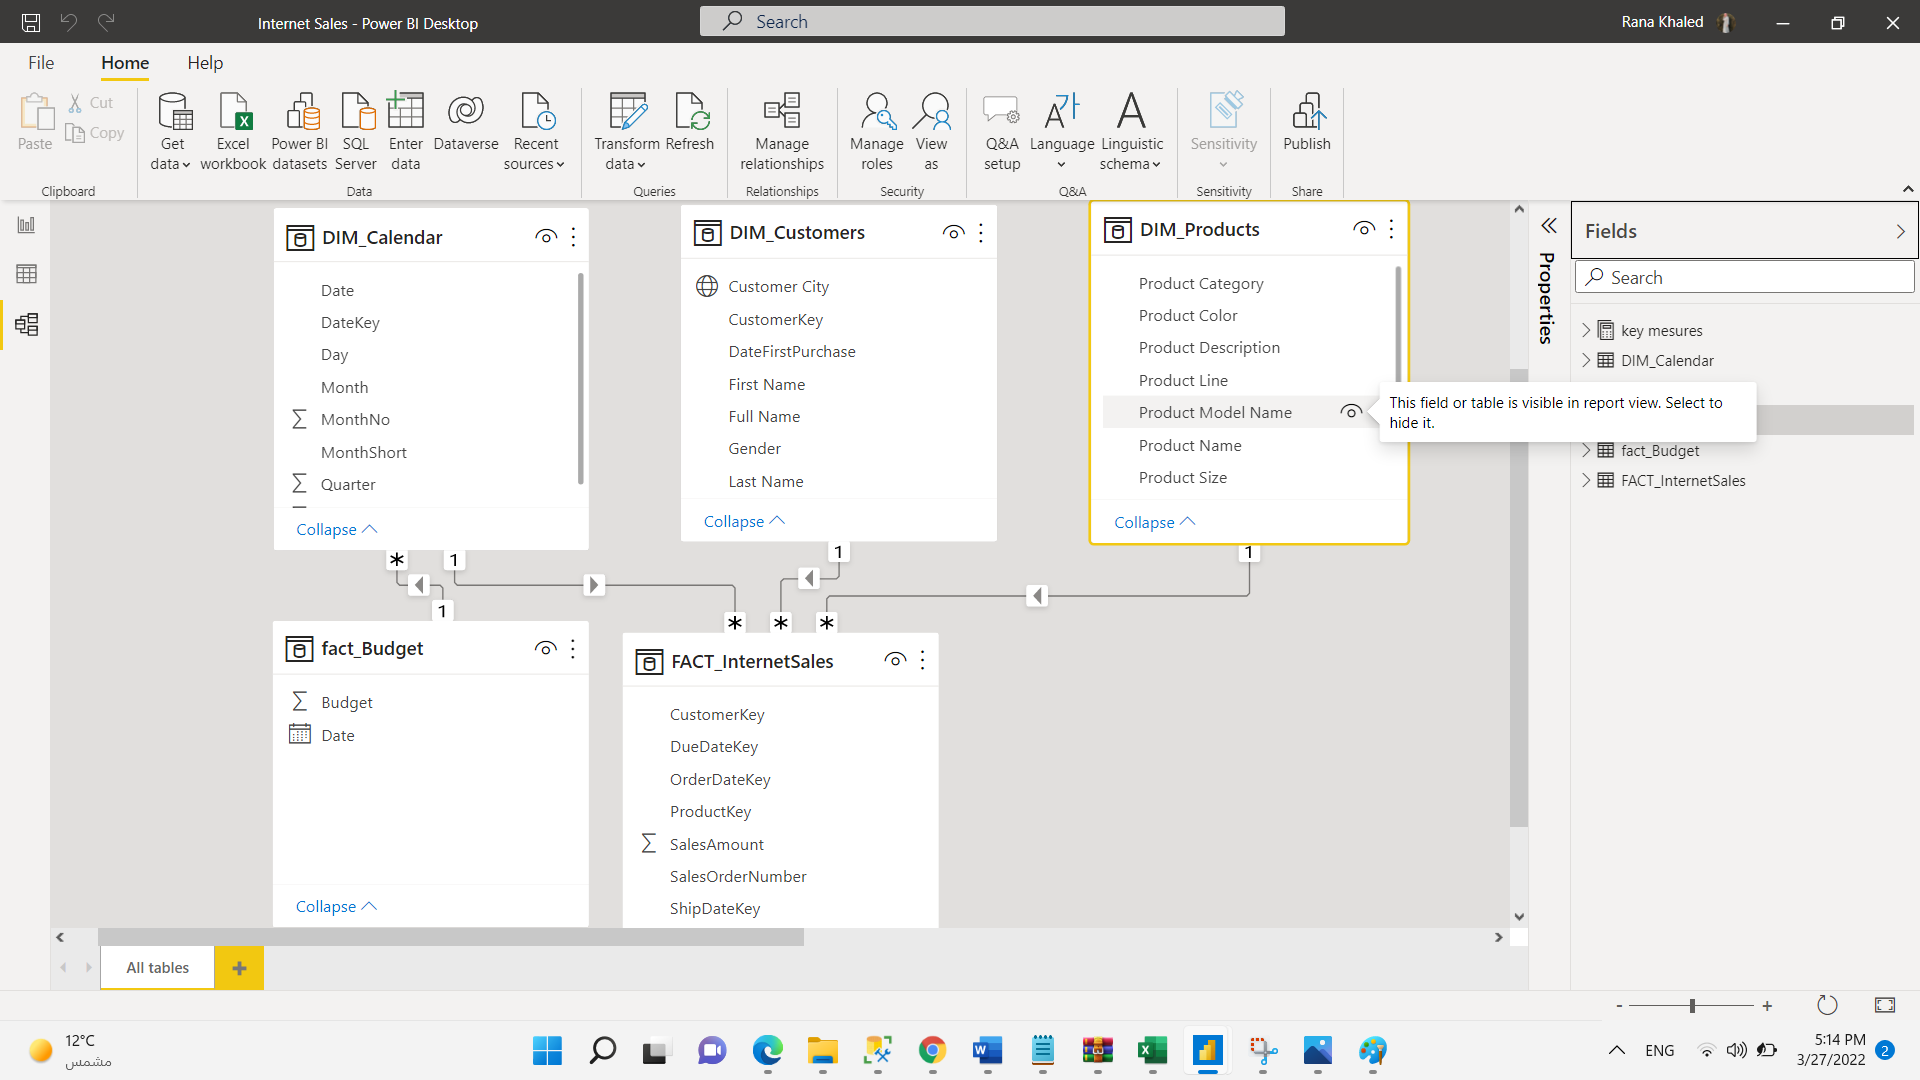 Internet Sales - Power BI Desktop
Search
Rana Khaled
File
Home
Help
Paste
Cut
Copy
Clipboard
Get data
Excel workbook
Power BI datasets
SQL Server
Enter data
Dataverse
Recent sources
Data
Transform data
Refresh
Queries
Manage relationships
Relationships
Manage roles
View as
Security
Q&A setup
Language
Linguistic schema
Q&A
Sensitivity
Sensitivity
Publish
Share
DIM_Calendar
Date
DateKey
Day
Month
MonthNo
MonthShort
Quarter
Collapse
DIM_Customers
Customer City
CustomerKey
DateFirstPurchase
First Name
Full Name
Gender
Last Name
Collapse
DIM_Products
Product Category
Product Color
Product Description
Product Line
Product Model Name
Product Name
Product Size
Collapse
This field or table is visible in report view. Select to
hide it.
* 1
1
1
1
* * *
fact_Budget
Budget
Date
Collapse
FACT_InternetSales
CustomerKey
DueDateKey
OrderDateKey
ProductKey
SalesAmount
SalesOrderNumber
ShipDateKey
Properties
Fields
Search
key mesures
DIM_Calendar
fact_Budget
FACT_InternetSales
All tables
+
- +
12°C
مشمس
ENG
5:14 PM
3/27/2022
2